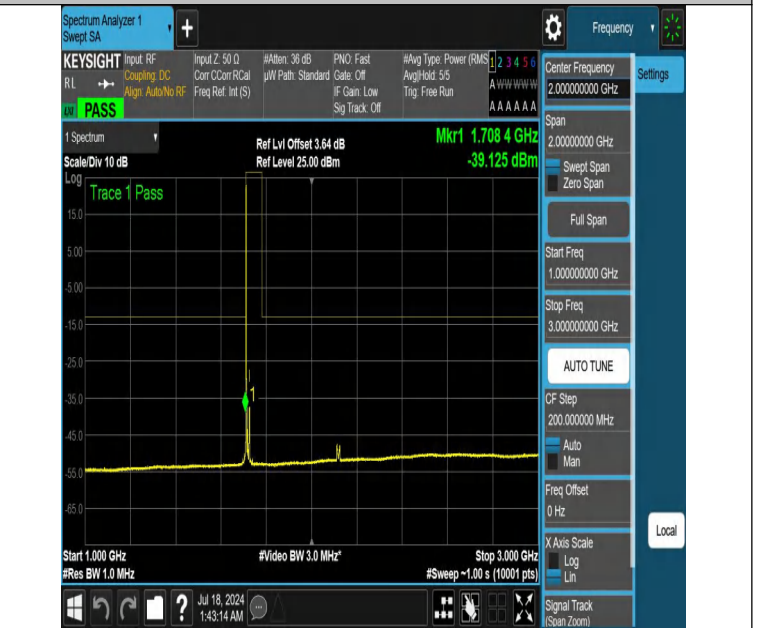 Spectrum Analyzer 1
Swept SA
Frequency
KEYSIGHT
RL
PASS
Input: RF
Coupling: DC
Align: Auto/No RF
Input Z: 50 Ω
Corr CCorr RCal
Freq Ref: Int (S)
#Atten: 36 dB
µW Path: Standard
PNO: Fast
Gate: Off
IF Gain: Low
Sig Track: Off
#Avg Type: Power (RMS
Avg|Hold: 5/5
Trig: Free Run
1 2 3 4 5 6
A W W W W W
A A A A A A
1 Spectrum
Scale/Div 10 dB
Ref Lvl Offset 3.64 dB
Ref Level 25.00 dBm
Mkr1 1.708 4 GHz
-39.125 dBm
Log
Trace 1 Pass
15.0
5.00
-5.00
-15.0
-25.0
-35.0
-45.0
-55.0
-65.0
1
Start 1.000 GHz
#Res BW 1.0 MHz
#Video BW 3.0 MHz*
Stop 3.000 GHz
#Sweep ~1.00 s (10001 pts)
Jul 18, 2024
1:43:14 AM
Center Frequency
2.000000000 GHz
Settings
Span
2.00000000 GHz
Swept Span
Zero Span
Full Span
Start Freq
1.000000000 GHz
Stop Freq
3.000000000 GHz
AUTO TUNE
CF Step
200.000000 MHz
Auto
Man
Freq Offset
0 Hz
X Axis Scale
Log
Lin
Local
Signal Track
(Span Zoom)